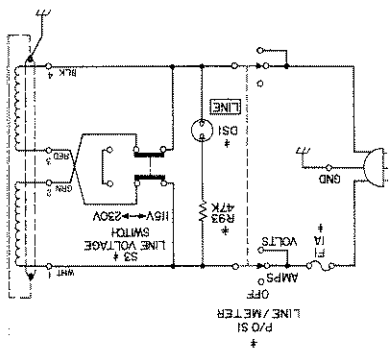 *
P/O S1
LINE/METER
OFF
AMPS
VOLTS
F1
1A
GND
*
R93
47K
*
DS1
LINE
S3 *
LINE VOLTAGE
SWITCH
115V ↔ 230V
WHT 1
2
GRN
3
RED
BLK 4